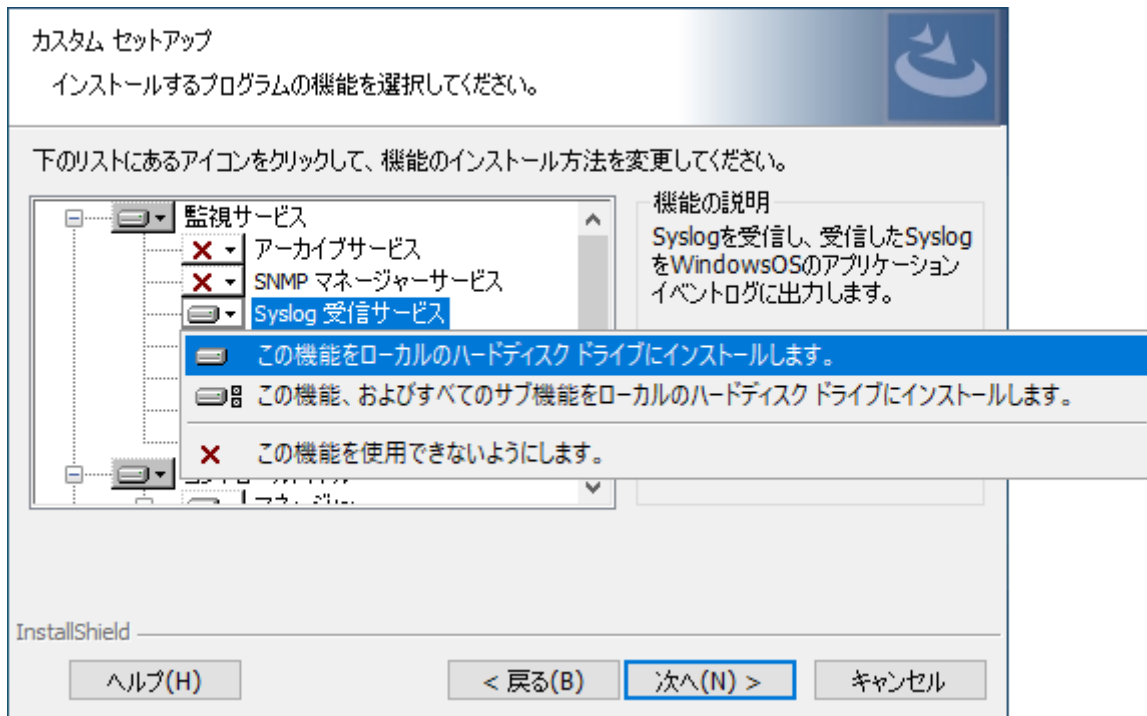 カスタム セットアップ
インストールするプログラムの機能を選択してください。
下のリストにあるアイコンをクリックして、機能のインストール方法を変更してください。
監視サービス
アーカイブサービス
SNMP マネージャーサービス
Syslog 受信サービス
機能の説明
Syslogを受信し、受信したSyslog
をWindowsOSのアプリケーション
イベントログに出力します。
この機能をローカルのハードディスク ドライブにインストールします。
この機能、およびすべてのサブ機能をローカルのハードディスク ドライブにインストールします。
この機能を使用できないようにします。
InstallShield
ヘルプ(H)
< 戻る(B)
次へ(N) >
キャンセル